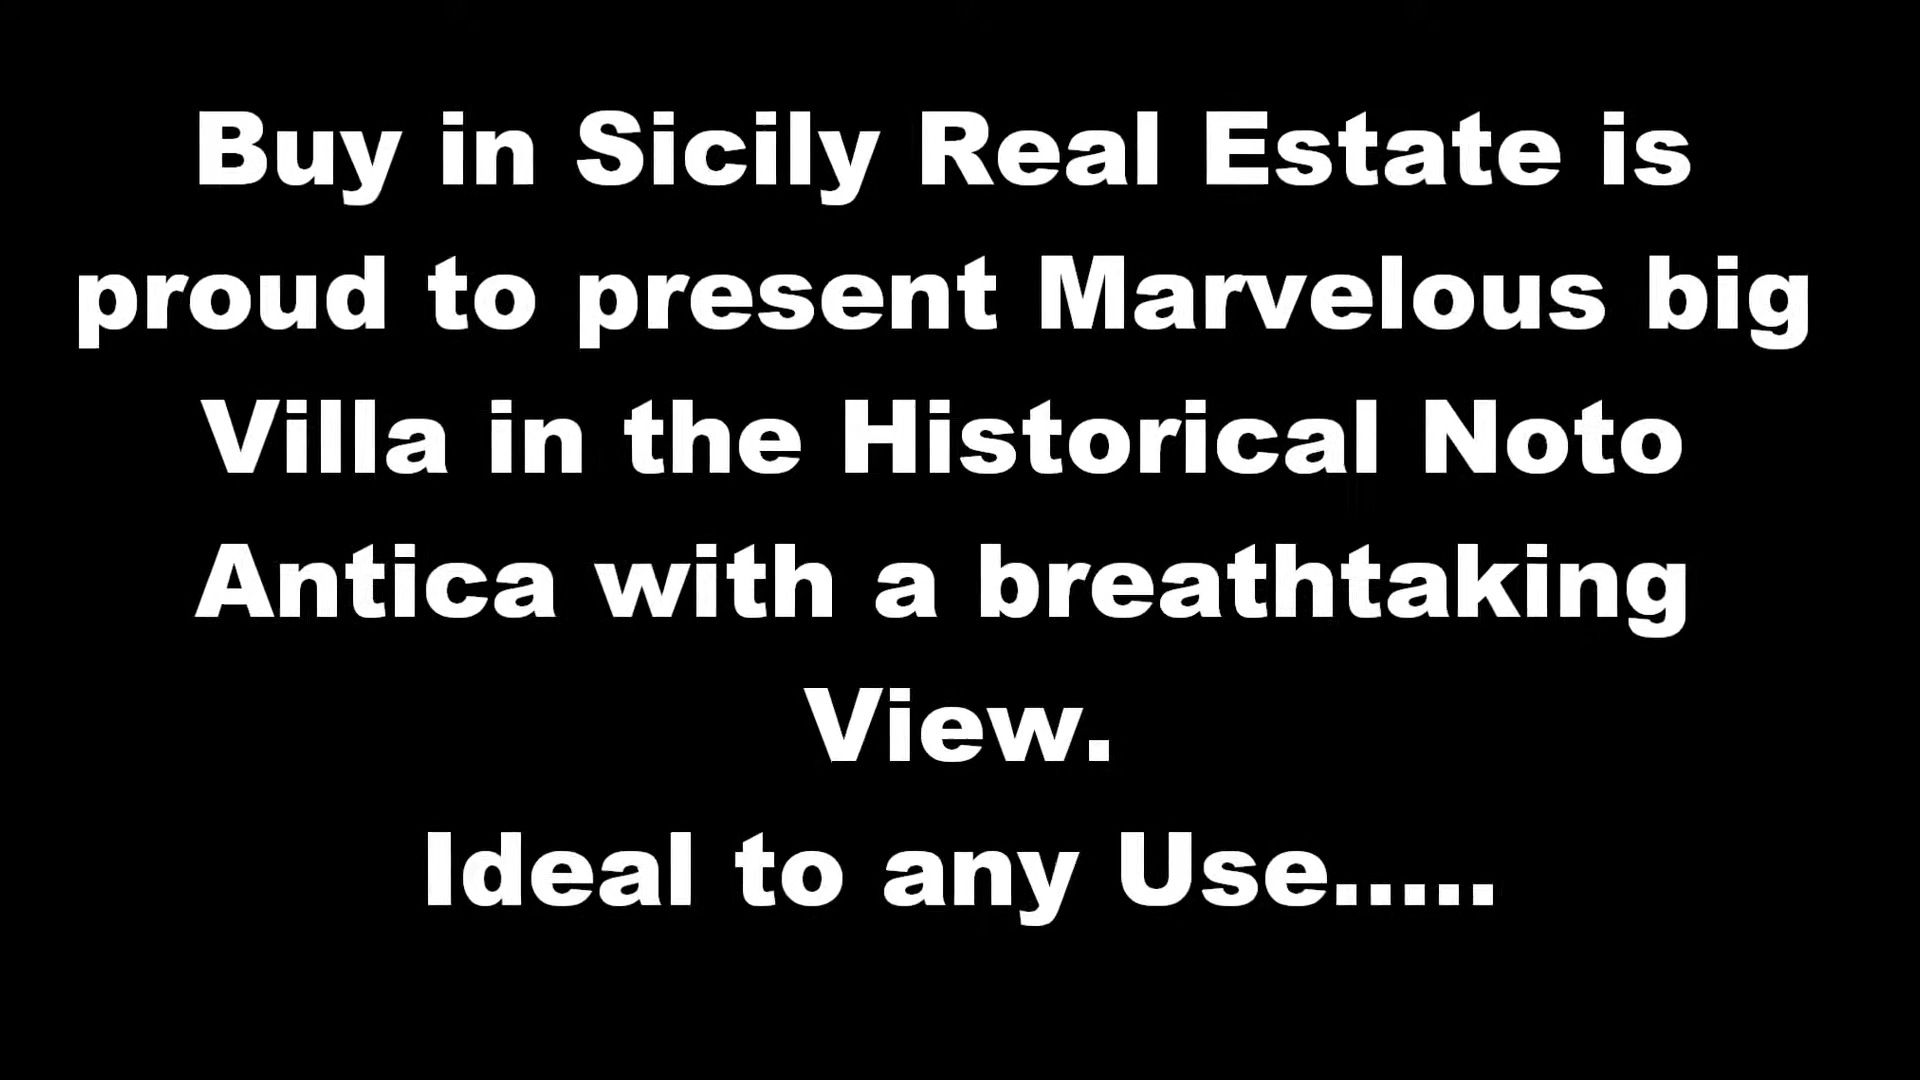 Buy in Sicily Real Estate is
proud to present Marvelous big
Villa in the Historical Noto
Antica with a breathtaking
View.
Ideal to any Use.....